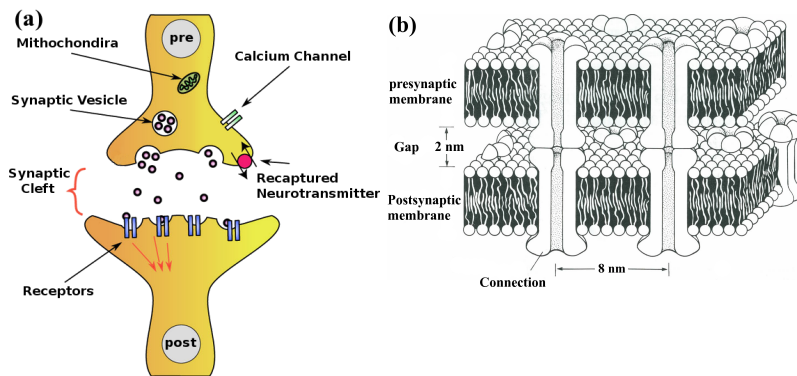 (a)
pre
Mithochondira
Calcium Channel
Synaptic Vesicle
Synaptic
Cleft
Recaptured
Neurotransmitter
Receptors
post
(b)
presynaptic
membrane
Gap
2 nm
Postsynaptic
membrane
8 nm
Connection